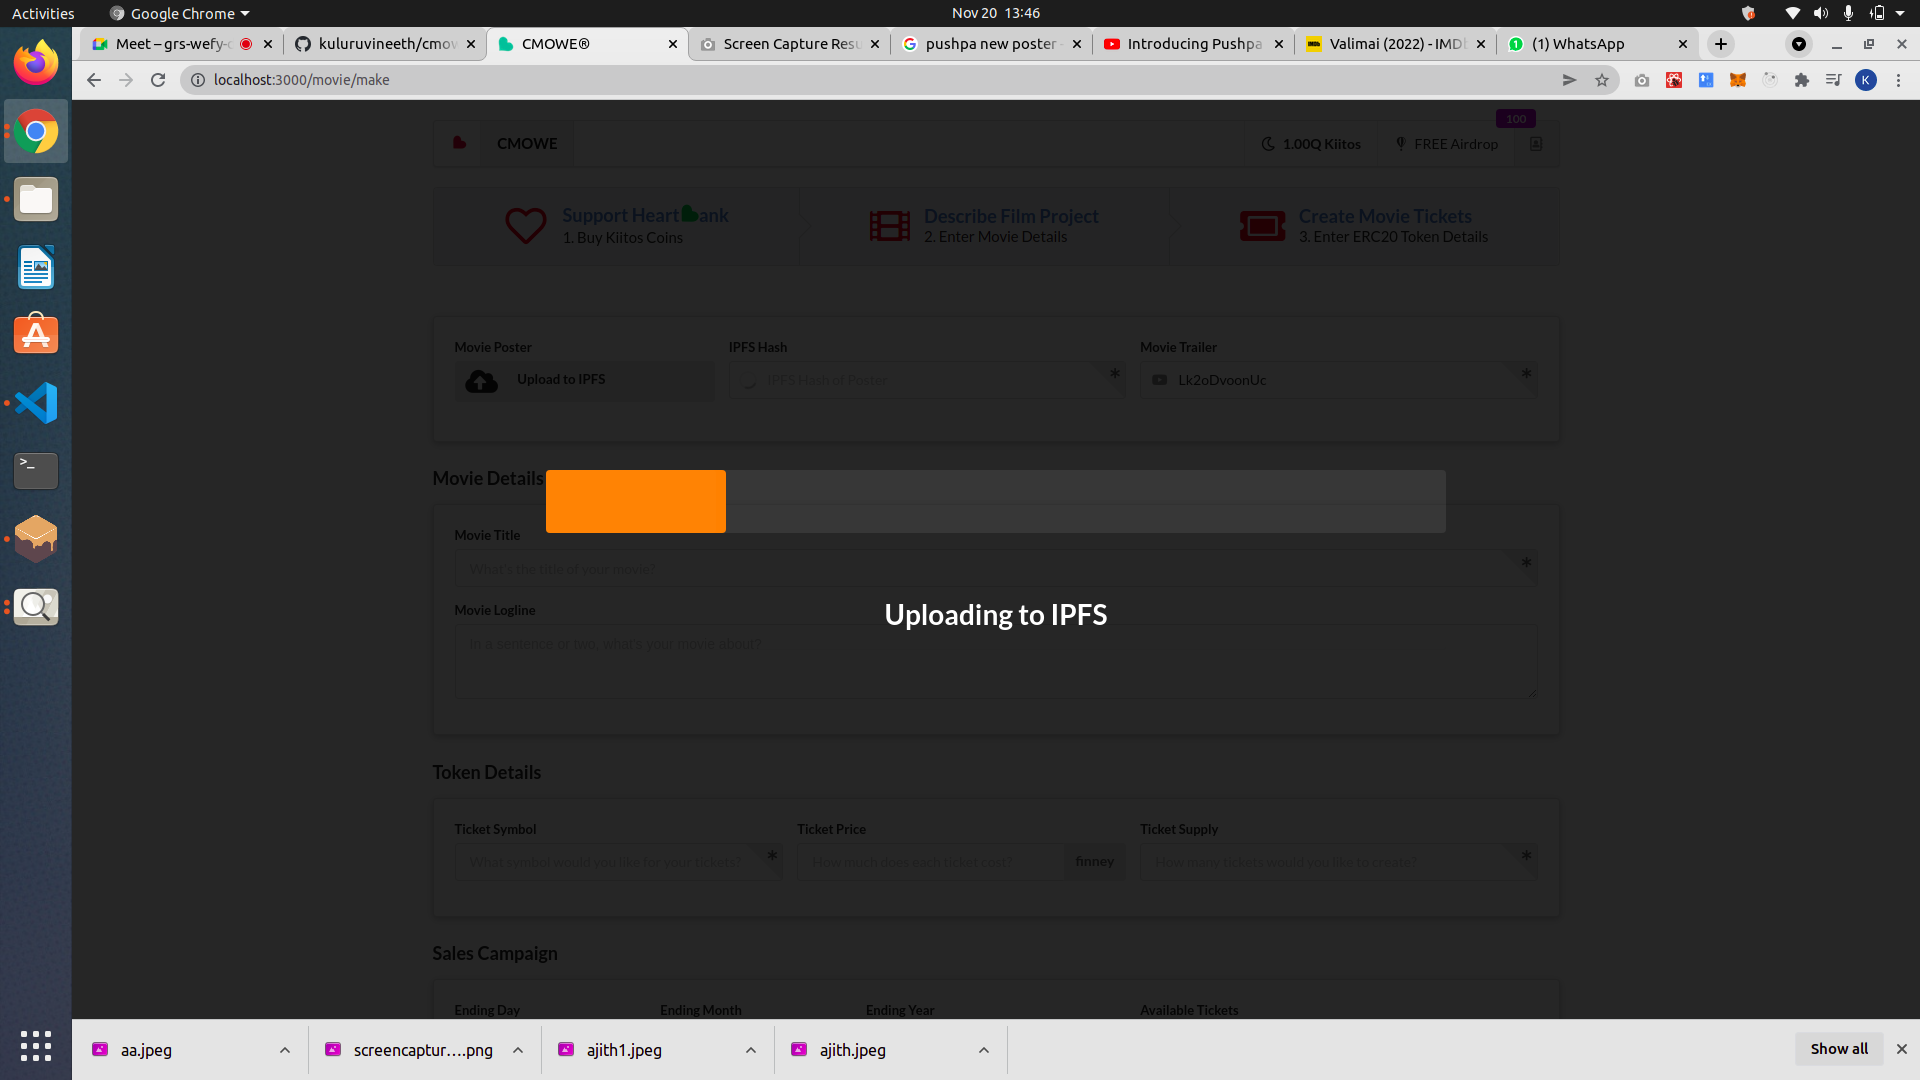 Activities
Google Chrome
Nov 20 13:46
Meet – grs-wefy-c
kuluruvineeth/cmow
CMOWE®
Screen Capture Resu
pushpa new poster -
Introducing Pushpa
Valimai (2022) - IMDb
(1) WhatsApp
localhost:3000/movie/make
K
100
CMOWE
1.00Q Kiitos
FREE Airdrop
Support Heart ank
1. Buy Kiitos Coins
Describe Film Project
2. Enter Movie Details
Create Movie Tickets
3. Enter ERC20 Token Details
Movie Poster
IPFS Hash
Movie Trailer
Upload to IPFS
IPFS Hash of Poster
*
Lk2oDvoonUc
*
Movie Details
Movie Title
What's the title of your movie?
*
Movie Logline
Uploading to IPFS
In a sentence or two, what's your movie about?
Token Details
Ticket Symbol
Ticket Price
Ticket Supply
What symbol would you like for your tickets?
*
How much does each ticket cost?
finney
How many tickets would you like to create?
*
Sales Campaign
Ending Day
Ending Month
Ending Year
Available Tickets
aa.jpeg
screencaptur....png
ajith1.jpeg
ajith.jpeg
Show all